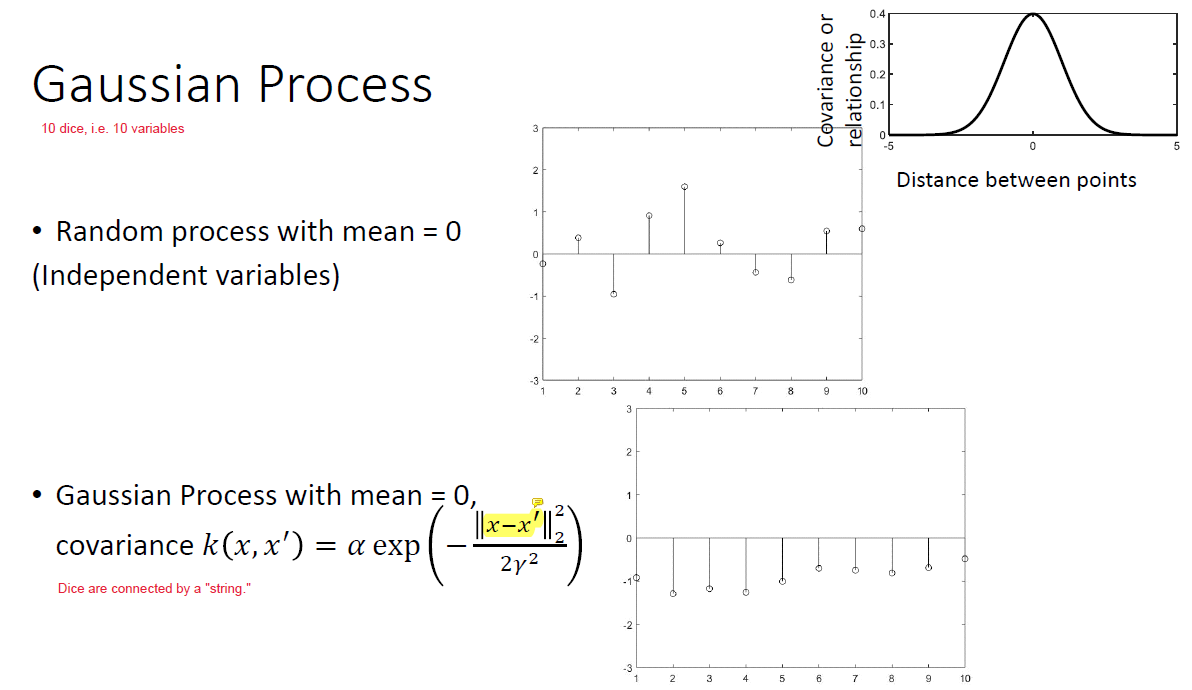 Gaussian Process
10 dice, i.e. 10 variables
Covariance or
relationship
0.4
0.3
0.2
0.1
0
-5
0
5
Distance between points
• Random process with mean = 0
(Independent variables)
3
2
1
0
-1
-2
-3
1 2 3 4 5 6 7 8 9 10
• Gaussian Process with mean = 0,
covariance k(x, x′) = α exp(−‖x−x′‖₂² / 2γ²)
Dice are connected by a "string."
3
2
1
0
-1
-2
-3
1 2 3 4 5 6 7 8 9 10